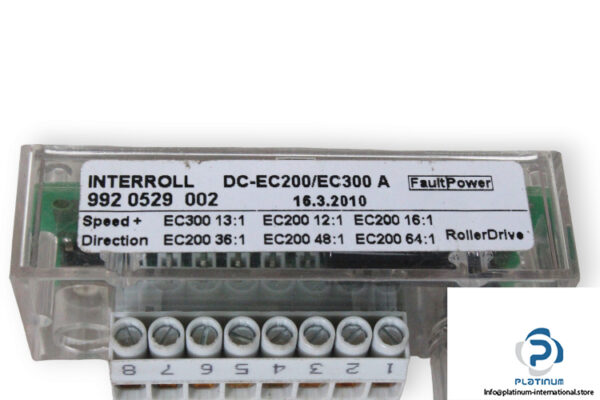 INTERROLL DC-EC200/EC300 A FaultPower
992 0529 002 16.3.2010
Speed + EC300 13:1 EC200 12:1 EC200 16:1
Direction EC200 36:1 EC200 48:1 EC200 64:1 RollerDrive
8 7 6 5 4 3 2 1
PLATINUM
Info@platinum-international.store